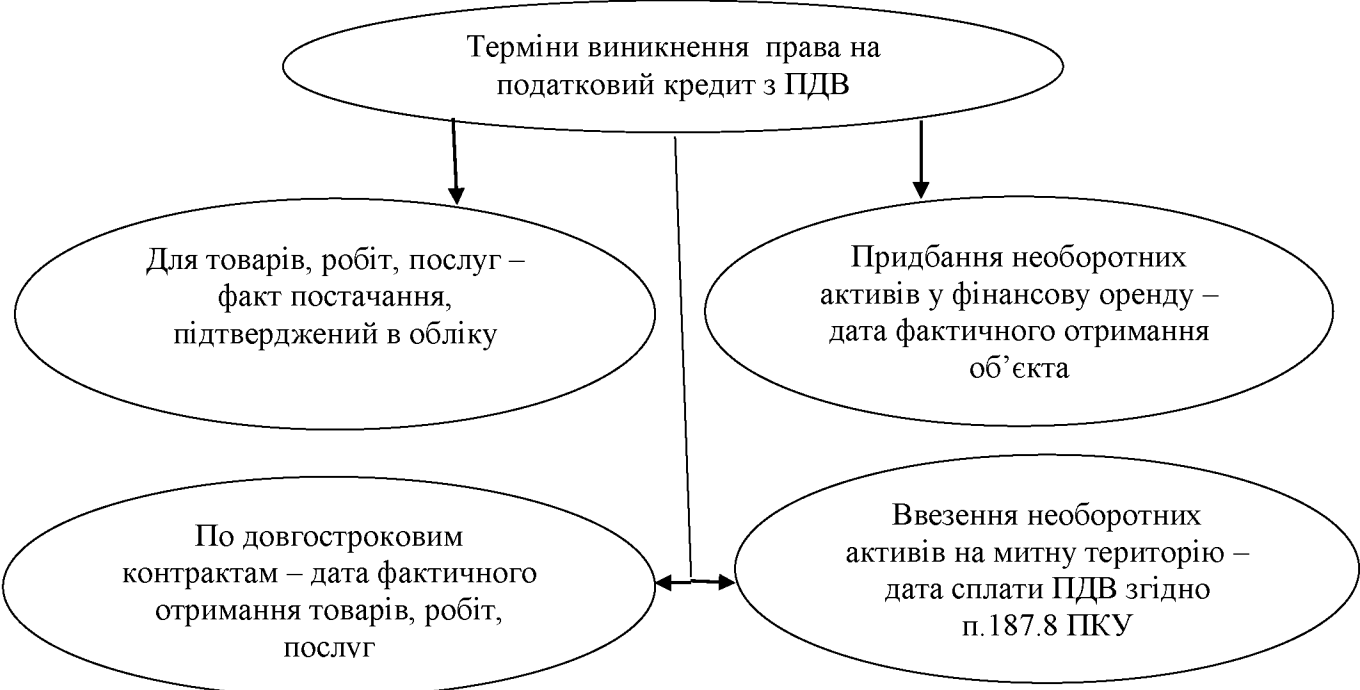 Терміни виникнення права на
податковий кредит з ПДВ
Для товарів, робіт, послуг –
факт постачання,
підтверджений в обліку
Придбання необоротних
активів у фінансову оренду –
дата фактичного отримання
об’єкта
По довгостроковим
контрактам – дата фактичного
отримання товарів, робіт,
послуг
Ввезення необоротних
активів на митну територію –
дата сплати ПДВ згідно
п.187.8 ПКУ